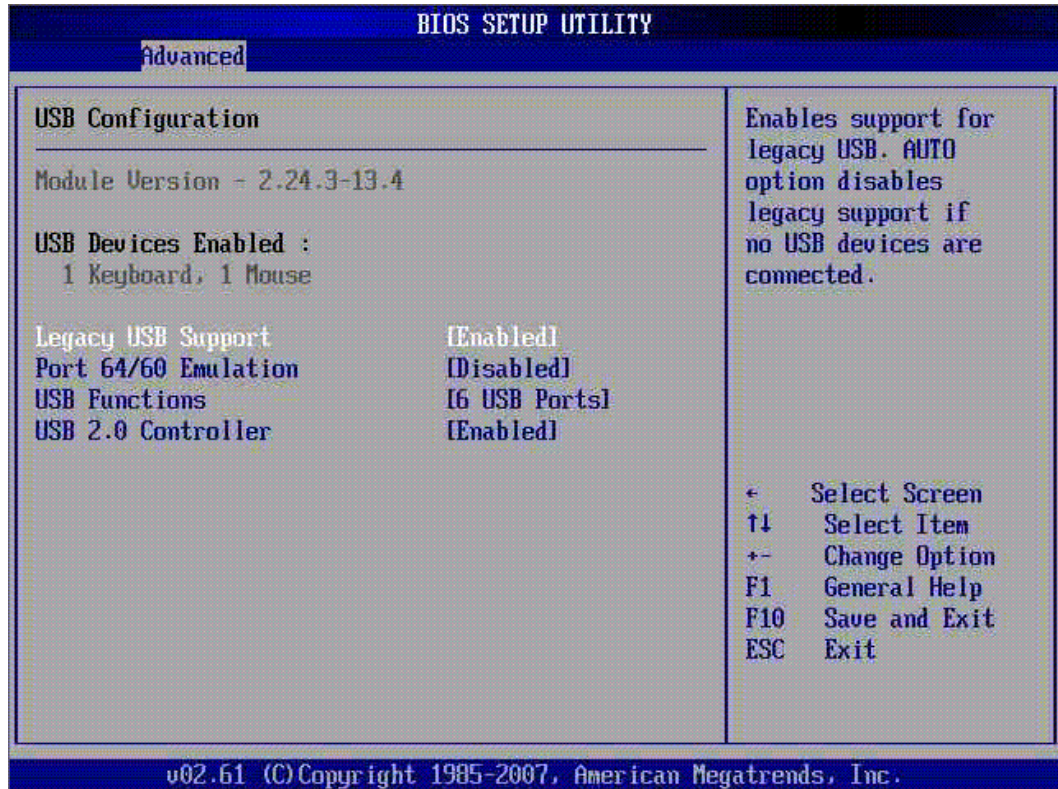 BIOS SETUP UTILITY
Advanced
USB Configuration
Module Version - 2.24.3-13.4
USB Devices Enabled :
1 Keyboard, 1 Mouse
Legacy USB Support [Enabled]
Port 64/60 Emulation [Disabled]
USB Functions [6 USB Ports]
USB 2.0 Controller [Enabled]
Enables support for
legacy USB. AUTO
option disables
legacy support if
no USB devices are
connected.
← Select Screen
↑↓ Select Item
+- Change Option
F1 General Help
F10 Save and Exit
ESC Exit
v02.61 (C)Copyright 1985-2007, American Megatrends, Inc.